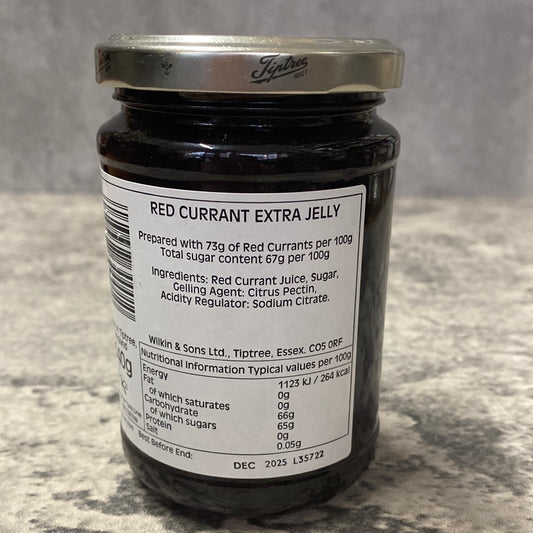 Tiptree
REGD
RED CURRANT EXTRA JELLY
Prepared with 73g of Red Currants per 100g
Total sugar content 67g per 100g
Ingredients: Red Currant Juice, Sugar,
Gelling Agent: Citrus Pectin,
Acidity Regulator: Sodium Citrate.
Wilkin & Sons Ltd., Tiptree, Essex. CO5 0RF
Nutritional Information Typical values per 100g
Energy 1123 kJ / 264 kcal
Fat 0g
of which saturates 0g
Carbohydrate 66g
of which sugars 65g
Protein 0g
Salt 0.05g
Best Before End: DEC 2025 L35722
Tiptree,